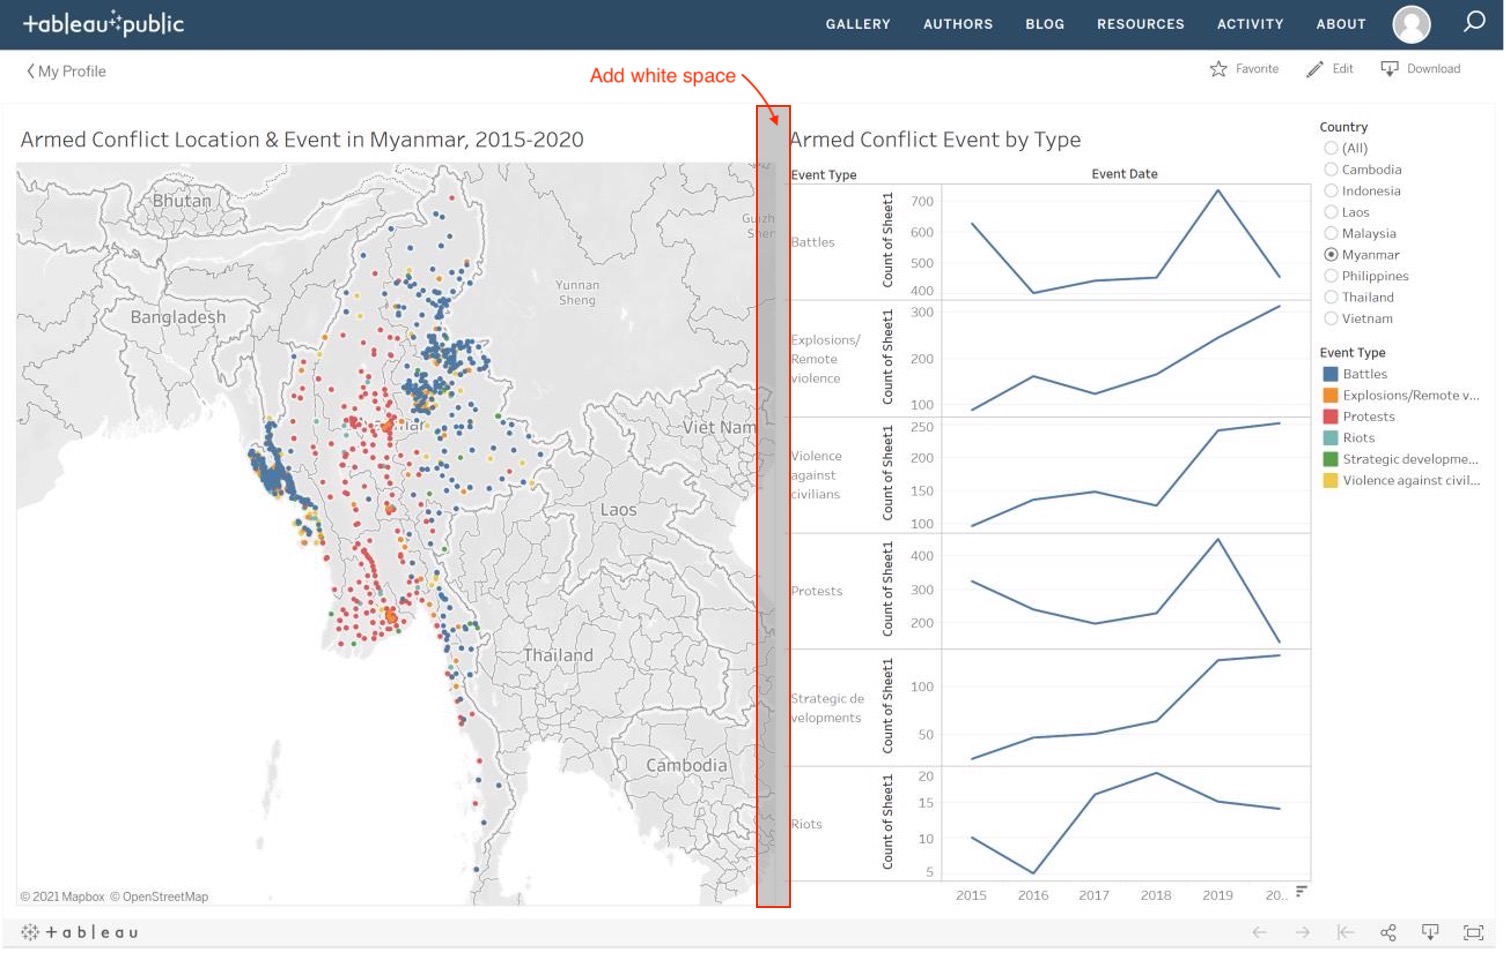 +ableau public
GALLERY AUTHORS BLOG RESOURCES ACTIVITY ABOUT
My Profile
Favorite Edit Download
Add white space
Armed Conflict Location & Event in Myanmar, 2015-2020
Bhutan
Bangladesh
Yunnan
Sheng
Viet Nam
Laos
Thailand
Cambodia
© 2021 Mapbox © OpenStreetMap
Armed Conflict Event by Type
Event Type Event Date
Battles
Count of Sheet1
700
600
500
400
Explosions/
Remote
violence
Count of Sheet1
300
200
100
Violence
against
civilians
Count of Sheet1
250
200
150
100
Protests
Count of Sheet1
400
300
200
Strategic de
velopments
Count of Sheet1
100
50
Riots
Count of Sheet1
20
15
10
5
2015 2016 2017 2018 2019 20..
Country
(All)
Cambodia
Indonesia
Laos
Malaysia
Myanmar
Philippines
Thailand
Vietnam
Event Type
Battles
Explosions/Remote v...
Protests
Riots
Strategic developme...
Violence against civil...
+ a b l e a u